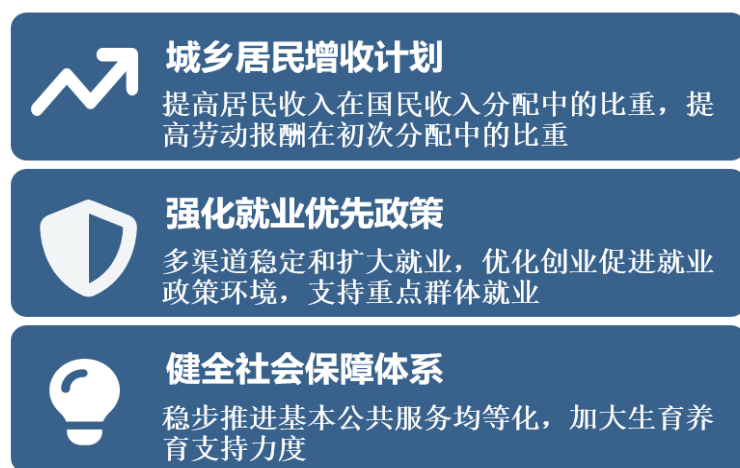 城乡居民增收计划
提高居民收入在国民收入分配中的比重，提
高劳动报酬在初次分配中的比重
强化就业优先政策
多渠道稳定和扩大就业，优化创业促进就业
政策环境，支持重点群体就业
健全社会保障体系
稳步推进基本公共服务均等化，加大生育养
育支持力度